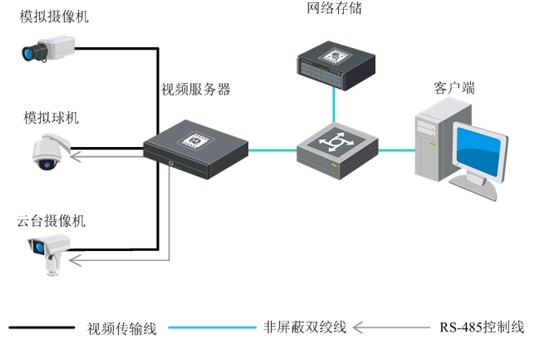 模拟摄像机
网络存储
视频服务器
客户端
模拟球机
云台摄像机
视频传输线
非屏蔽双绞线
RS-485控制线